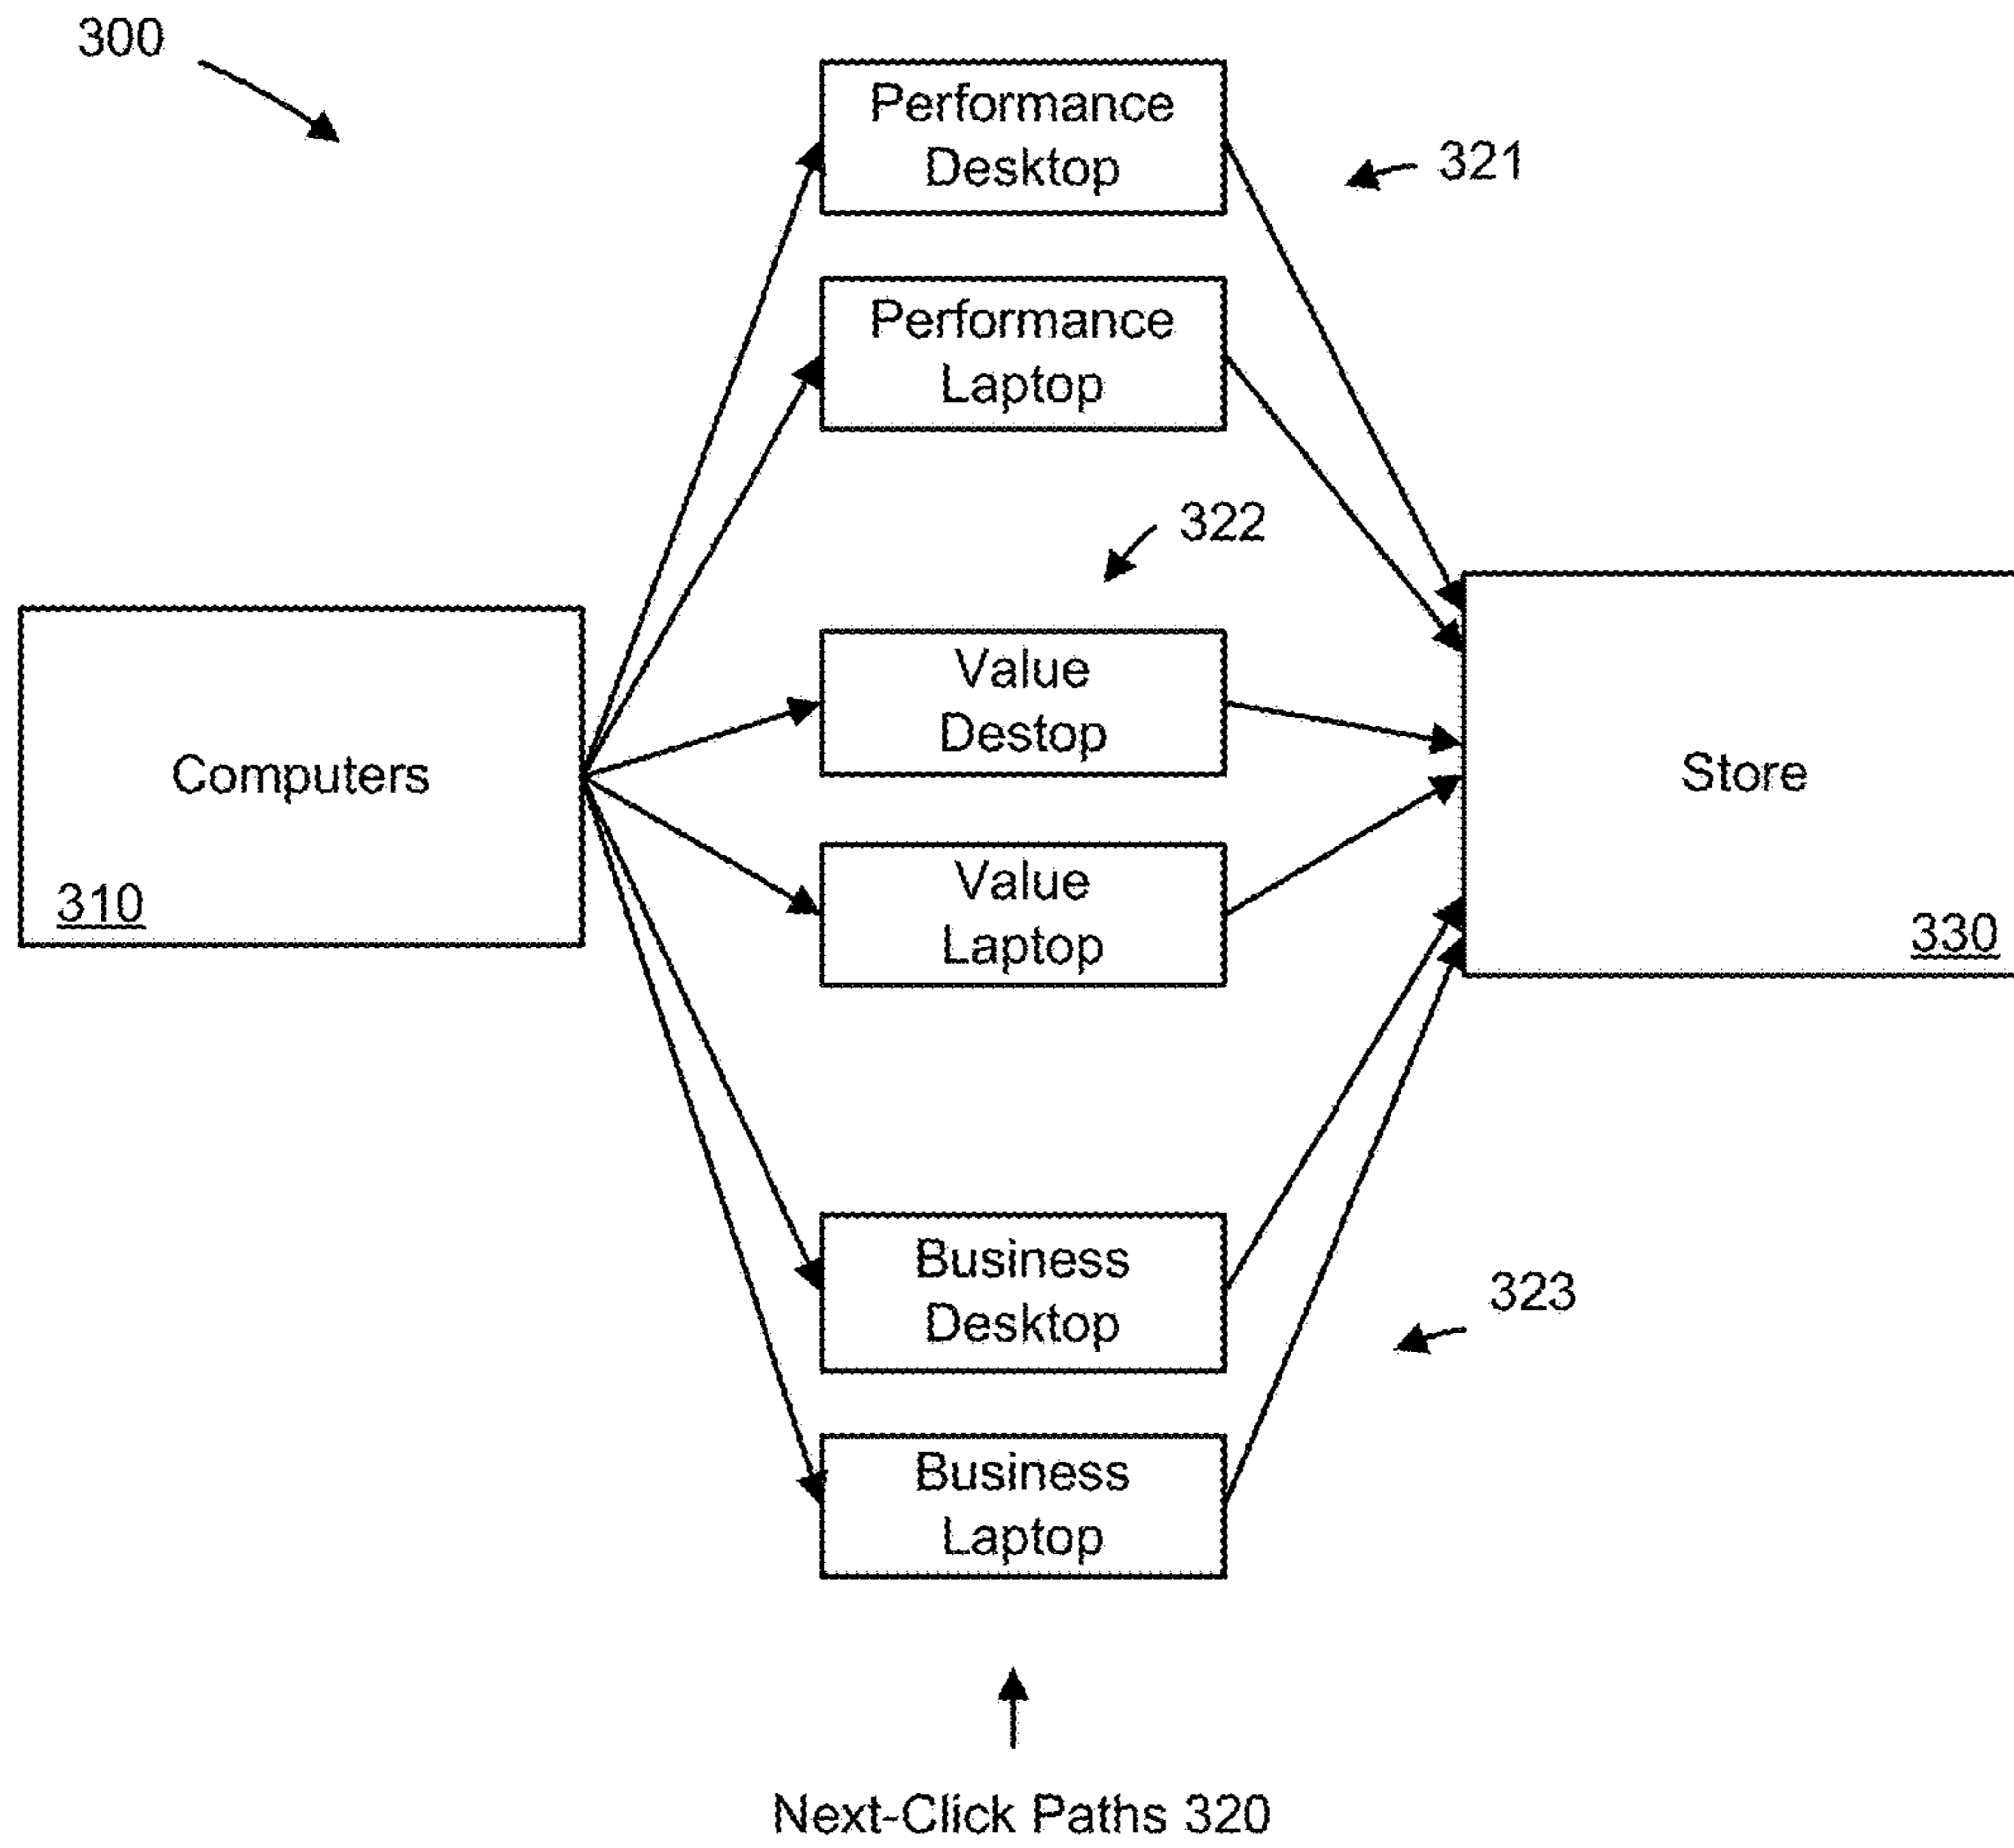 300
Performance
Desktop
321
Performance
Laptop
322
Value
Destop
Computers
310
Store
330
Value
Laptop
Business
Desktop
323
Business
Laptop
Next-Click Paths 320